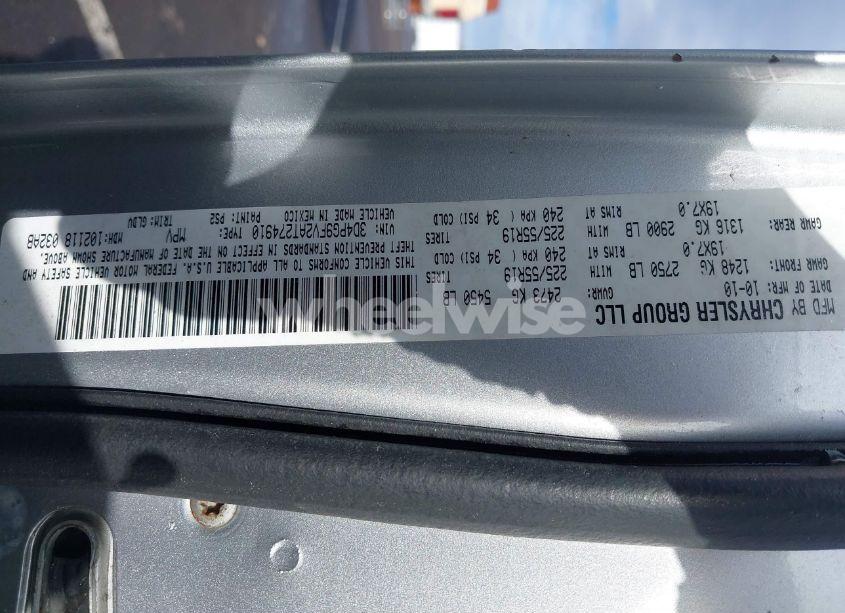 MFD BY CHRYSLER GROUP LLC
DATE OF MFR: 10-10 GVWR: 2473 KG 5450 LB
GAWR FRONT: 1248 KG 2750 LB WITH 225/55R19 TIRES
19X7.0 RIMS AT 240 KPA ( 34 PSI) COLD
GAWR REAR: 1316 KG 2900 LB WITH 225/55R19 TIRES
19X7.0 RIMS AT 240 KPA ( 34 PSI) COLD
THIS VEHICLE CONFORMS TO ALL APPLICABLE U.S.A. FEDERAL MOTOR VEHICLE SAFETY AND
THEFT PREVENTION STANDARDS IN EFFECT ON THE DATE OF MANUFACTURE SHOWN ABOVE.
VIN: 3D4PG9FV2AT274910 TYPE: MPV MDH:102118 032AB
VEHICLE MADE IN MEXICO PAINT: PS2 TRIM: GLDV
wheelwise